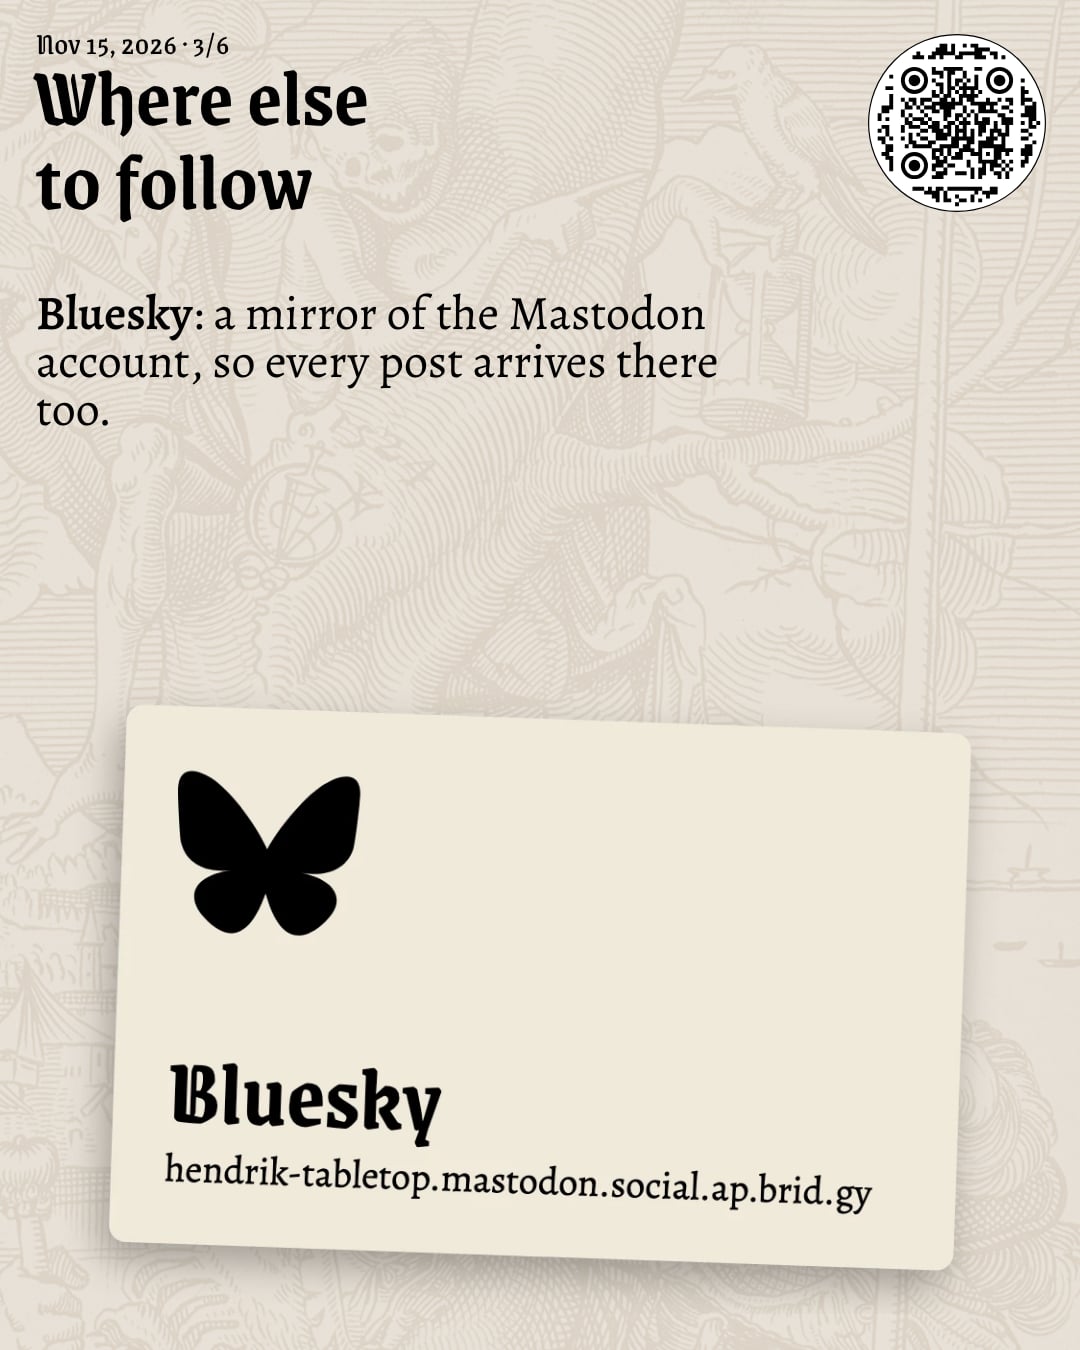 Nov 15, 2026 · 3/6
Where else
to follow
Bluesky: a mirror of the Mastodon
account, so every post arrives there
too.
Bluesky
hendrik-tabletop.mastodon.social.ap.brid.gy